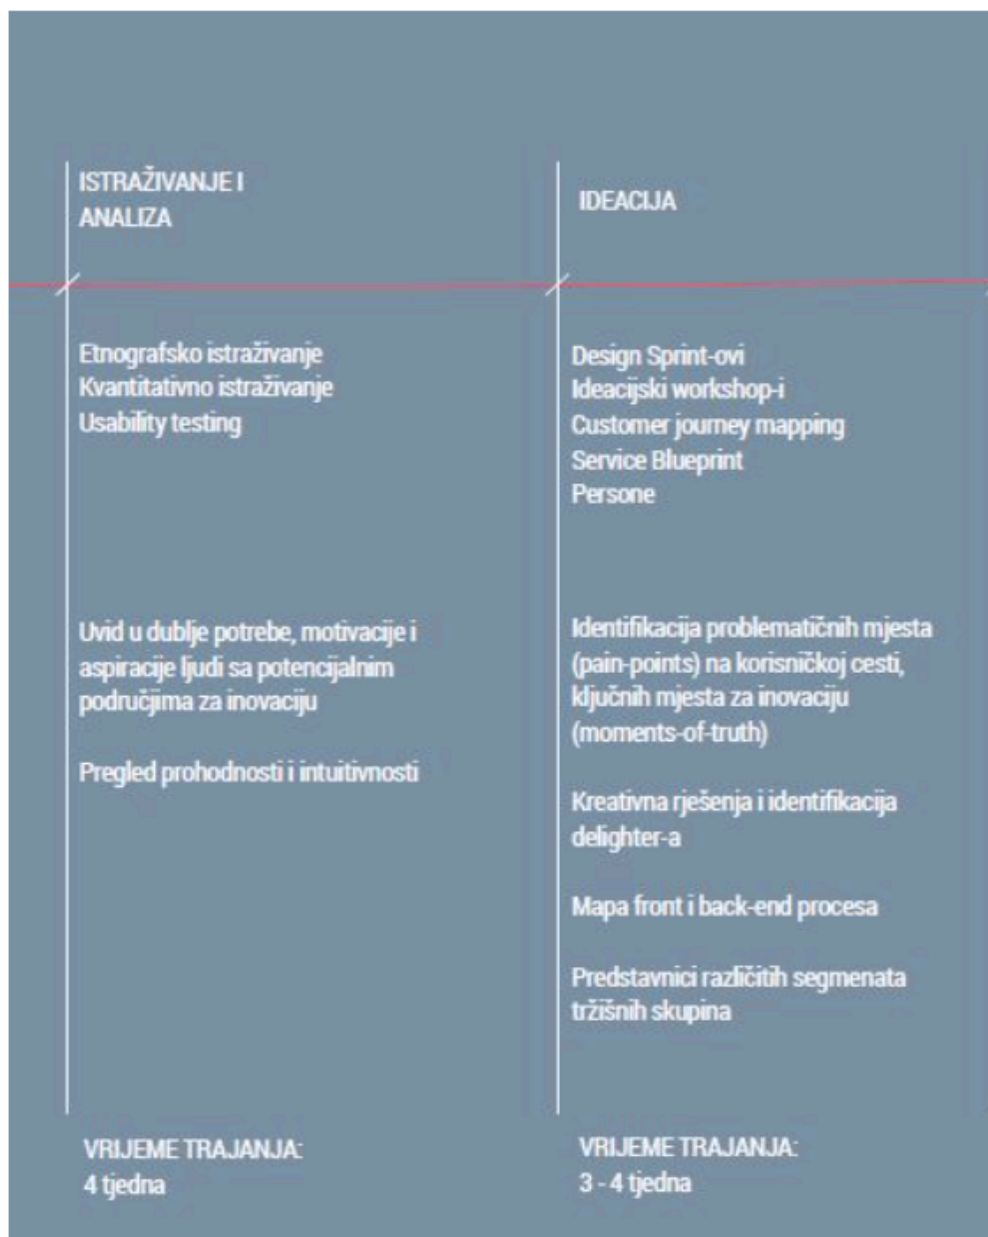 ISTRAŽIVANJE I
ANALIZA
Etnografsko istraživanje
Kvantitativno istraživanje
Usability testing
Uvid u dublje potrebe, motivacije i
aspiracije ljudi sa potencijalnim
područjima za inovaciju
Pregled prohodnosti i intuitivnosti
VRIJEME TRAJANJA:
4 tjedna
IDEACIJA
Design Sprint-ovi
Ideacijski workshop-i
Customer journey mapping
Service Blueprint
Persone
Identifikacija problematičnih mjesta
(pain-points) na korisničkoj cesti,
ključnih mjesta za inovaciju
(moments-of-truth)
Kreativna rješenja i identifikacija
delighter-a
Mapa front i back-end procesa
Predstavnici različitih segmenata
tržišnih skupina
VRIJEME TRAJANJA:
3 - 4 tjedna